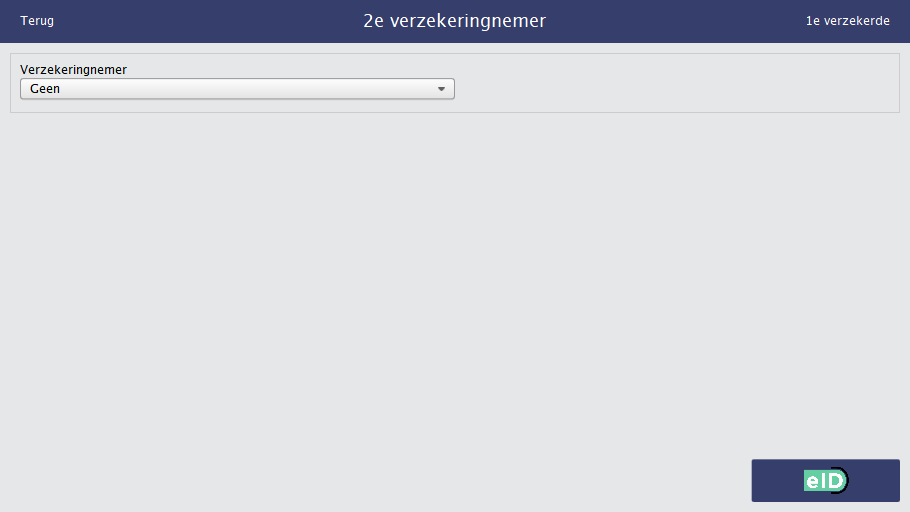 Terug
2e verzekeringnemer
1e verzekerde
Verzekeringnemer
Geen
eID